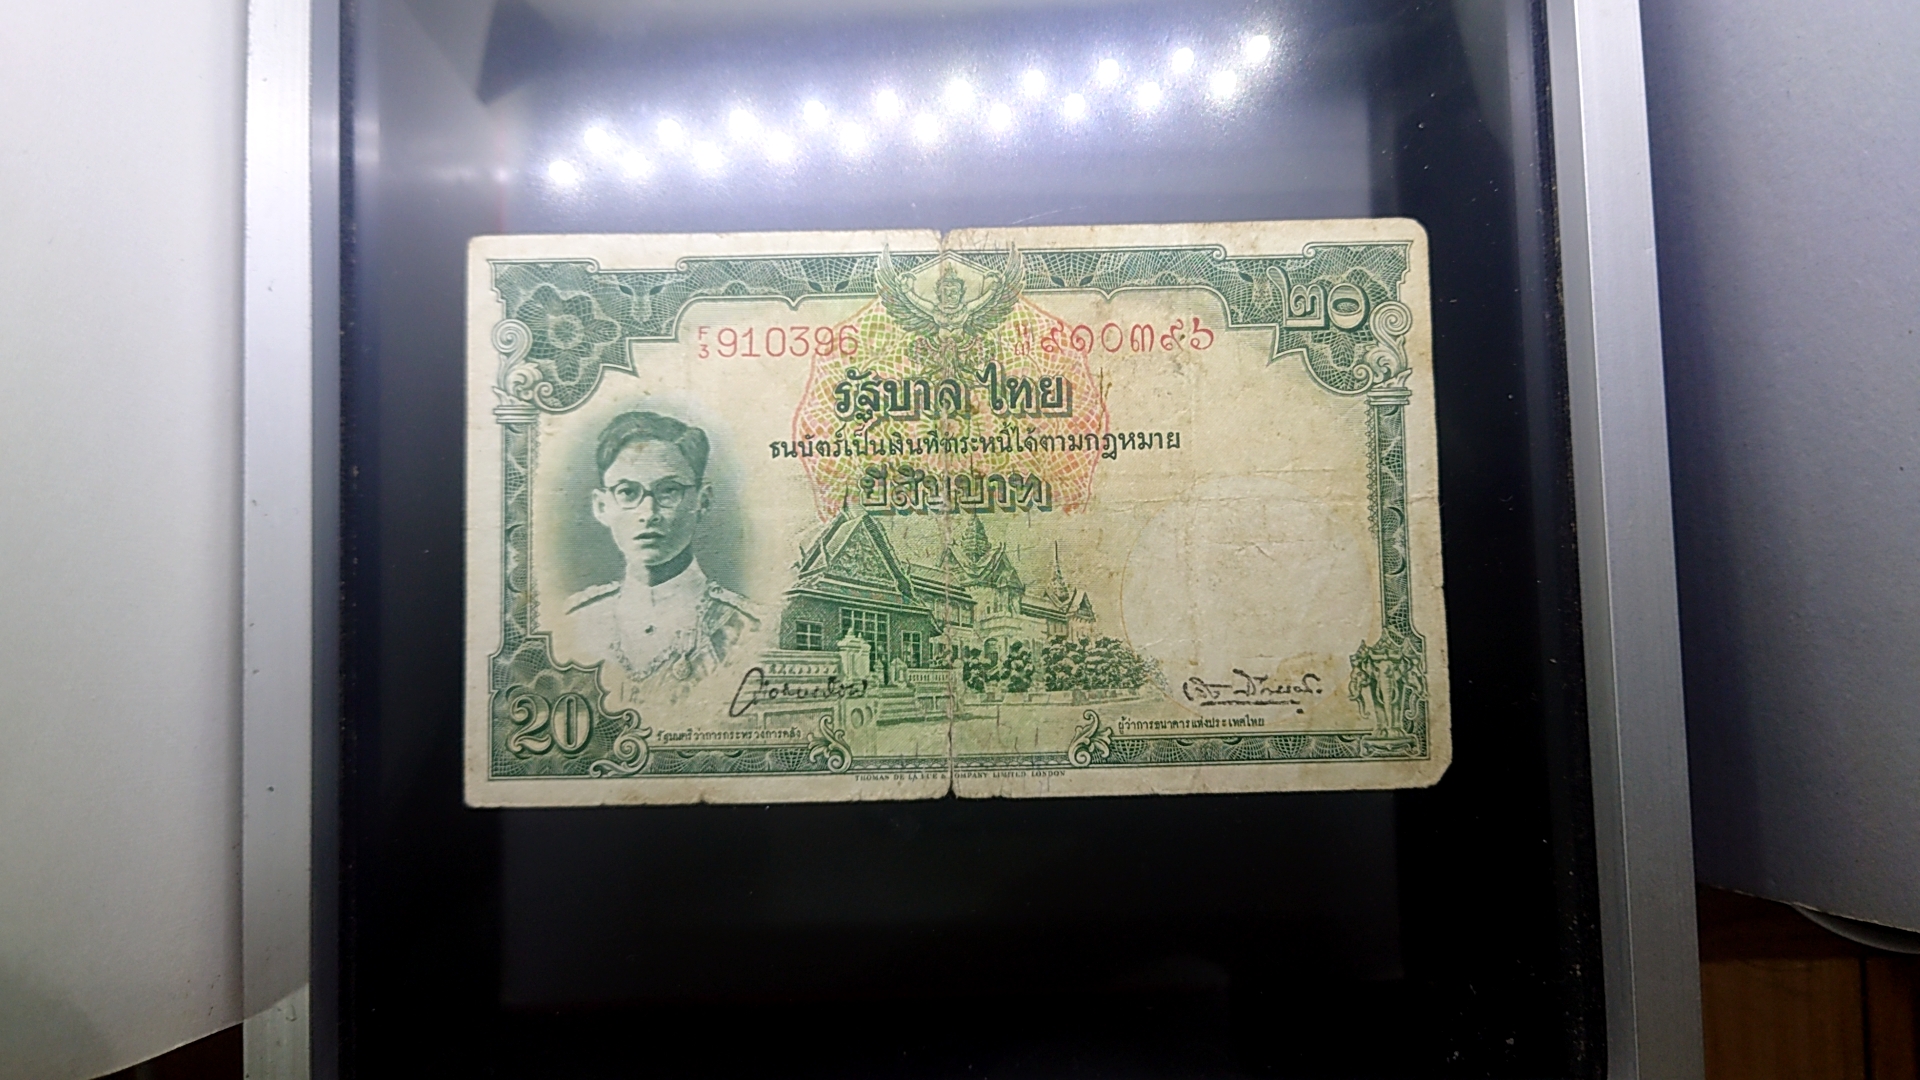 ๒๐
F/3 910396
๙๑๐๓๙๖
รัฐบาล ไทย
ธนบัตร์เป็นเงินที่ชำระหนี้ได้ตามกฎหมาย
ยี่สิบบาท
20
รัฐมนตรีว่าการกระทรวงการคลัง
ผู้ว่าการธนาคารแห่งประเทศไทย
THOMAS DE LA RUE & COMPANY LIMITED LONDON